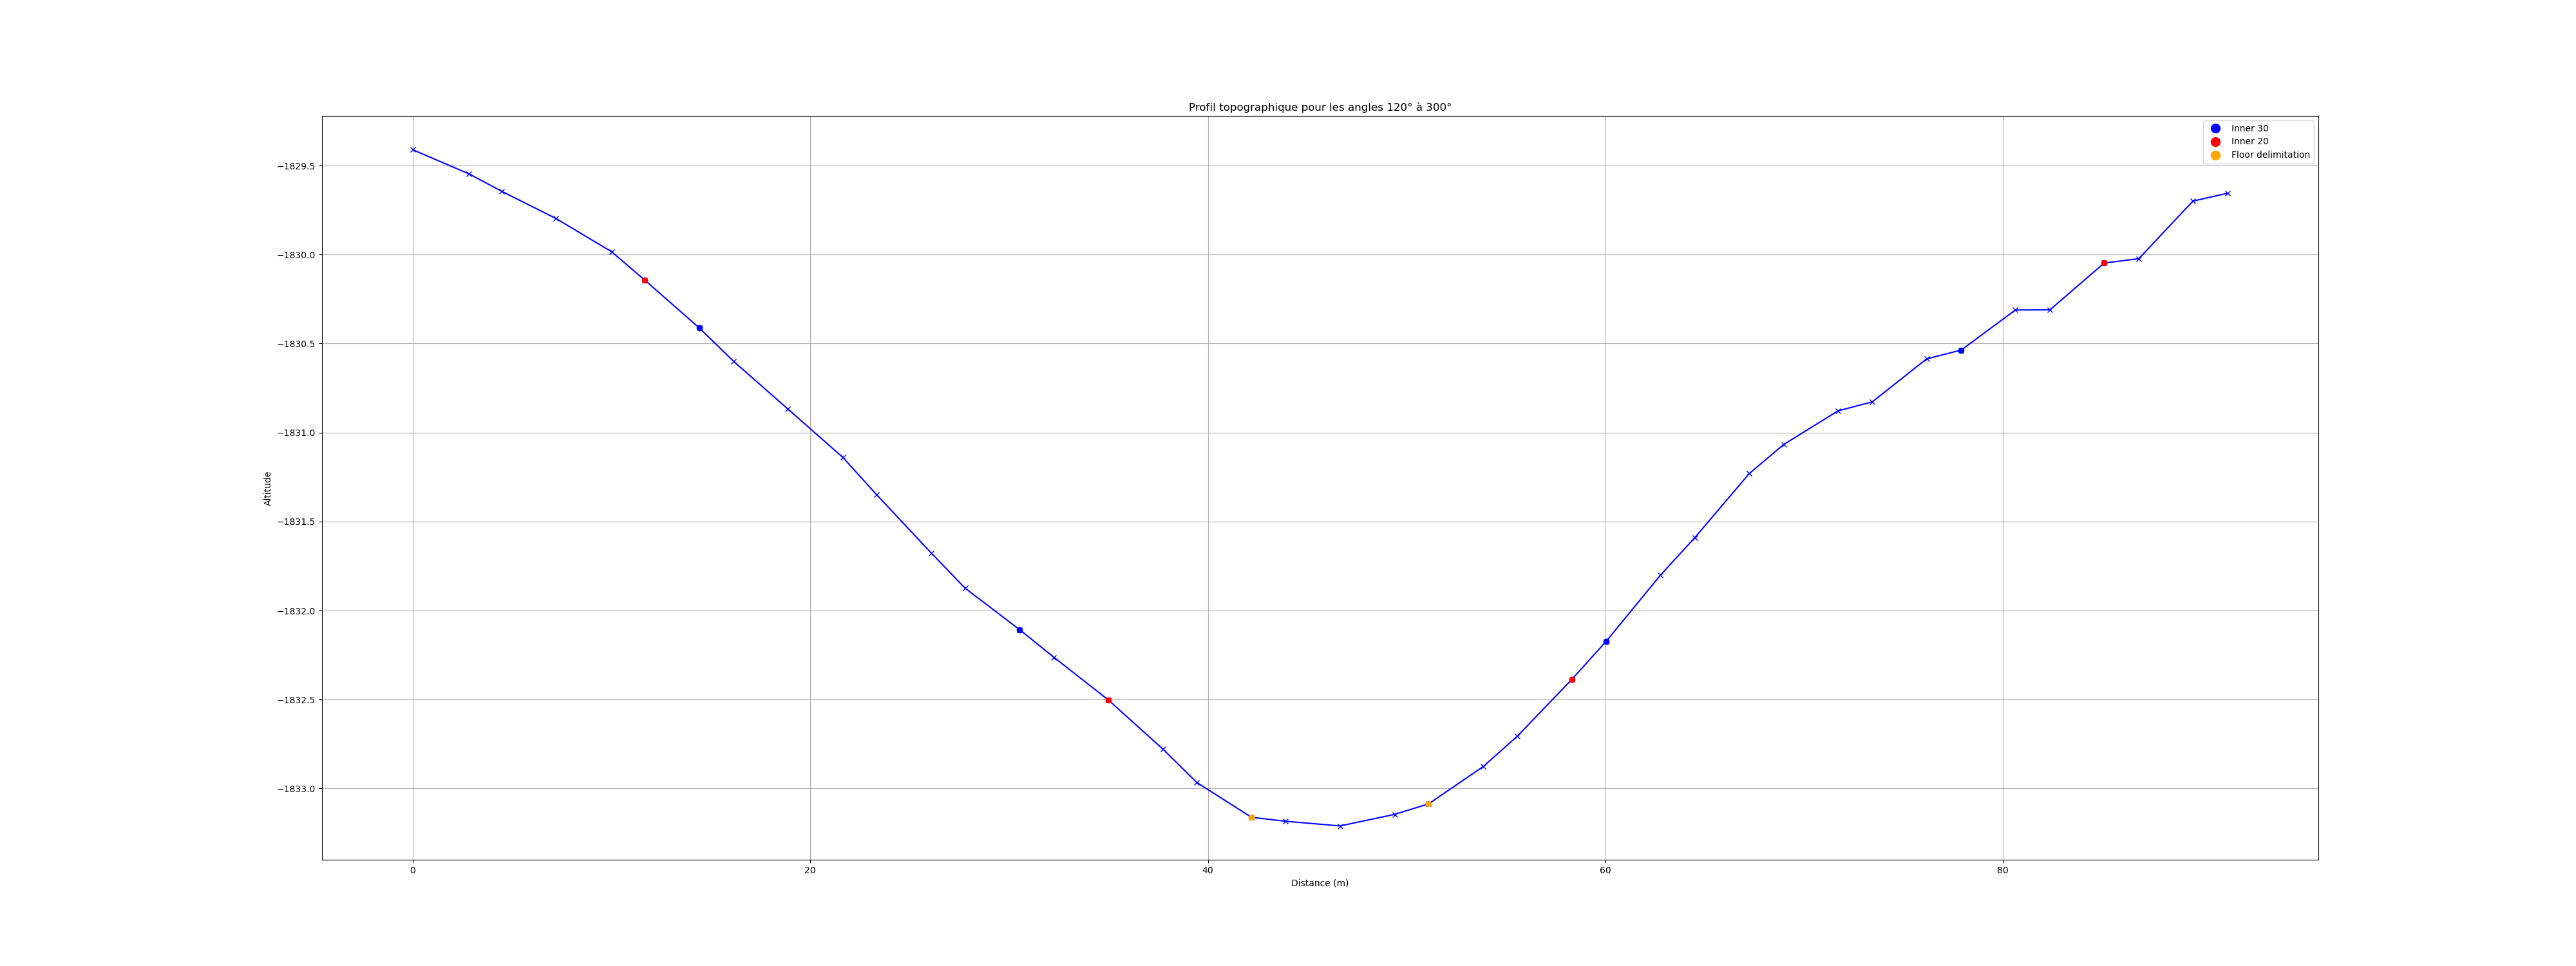 Profil topographique pour les angles 120° à 300°
Inner 30
Inner 20
Floor delimitation
−1829.5
−1830.0
−1830.5
−1831.0
−1831.5
−1832.0
−1832.5
−1833.0
Altitude
0 20 40 60 80
Distance (m)